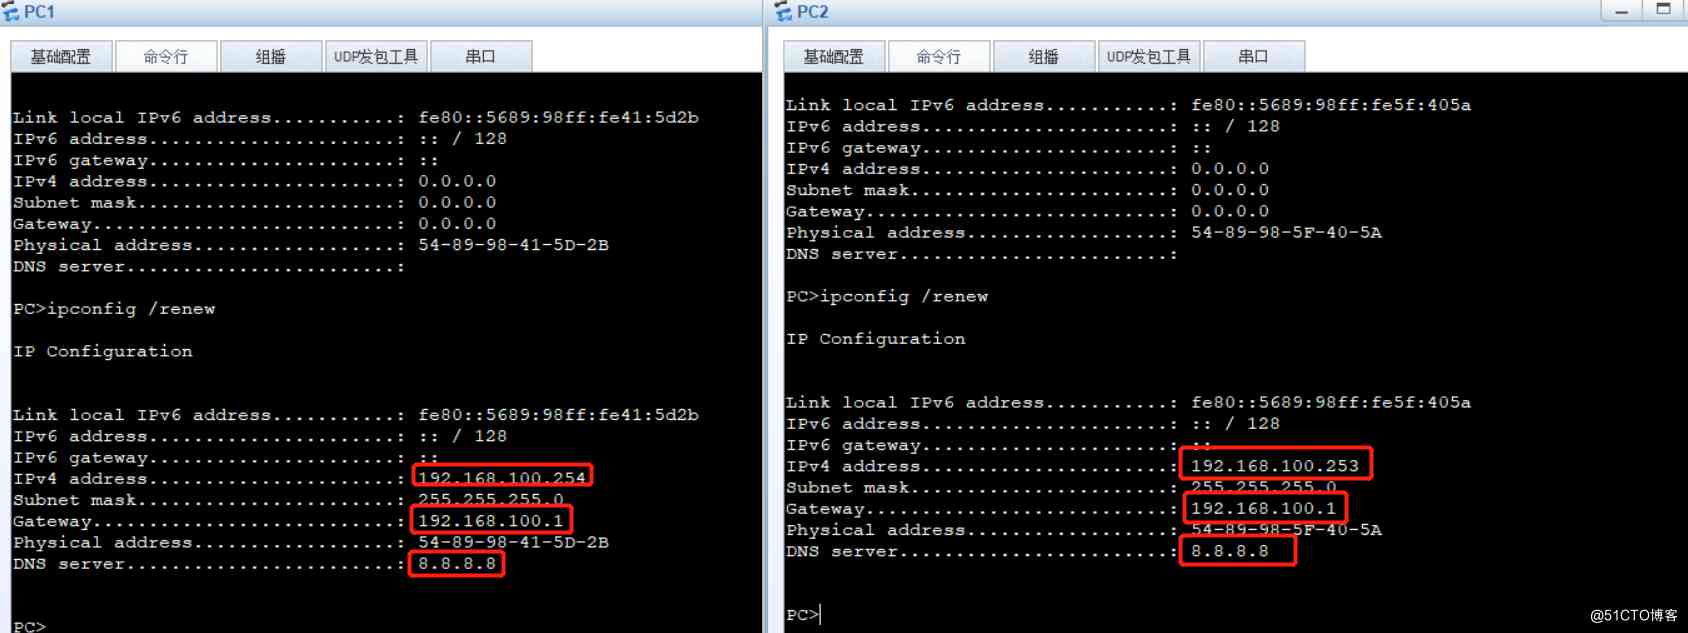 PC1
基础配置 命令行 组播 UDP发包工具 串口
Link local IPv6 address...........: fe80::5689:98ff:fe41:5d2b
IPv6 address......................: :: / 128
IPv6 gateway......................: ::
IPv4 address......................: 0.0.0.0
Subnet mask.......................: 0.0.0.0
Gateway...........................: 0.0.0.0
Physical address..................: 54-89-98-41-5D-2B
DNS server........................:
PC>ipconfig /renew
IP Configuration
Link local IPv6 address...........: fe80::5689:98ff:fe41:5d2b
IPv6 address......................: :: / 128
IPv6 gateway......................: ::
IPv4 address......................: 192.168.100.254
Subnet mask.......................: 255.255.255.0
Gateway...........................: 192.168.100.1
Physical address..................: 54-89-98-41-5D-2B
DNS server........................: 8.8.8.8
PC>
PC2
基础配置 命令行 组播 UDP发包工具 串口
Link local IPv6 address...........: fe80::5689:98ff:fe5f:405a
IPv6 address......................: :: / 128
IPv6 gateway......................: ::
IPv4 address......................: 0.0.0.0
Subnet mask.......................: 0.0.0.0
Gateway...........................: 0.0.0.0
Physical address..................: 54-89-98-5F-40-5A
DNS server........................:
PC>ipconfig /renew
IP Configuration
Link local IPv6 address...........: fe80::5689:98ff:fe5f:405a
IPv6 address......................: :: / 128
IPv6 gateway......................: ::
IPv4 address......................: 192.168.100.253
Subnet mask.......................: 255.255.255.0
Gateway...........................: 192.168.100.1
Physical address..................: 54-89-98-5F-40-5A
DNS server........................: 8.8.8.8
PC>
@51CTO博客